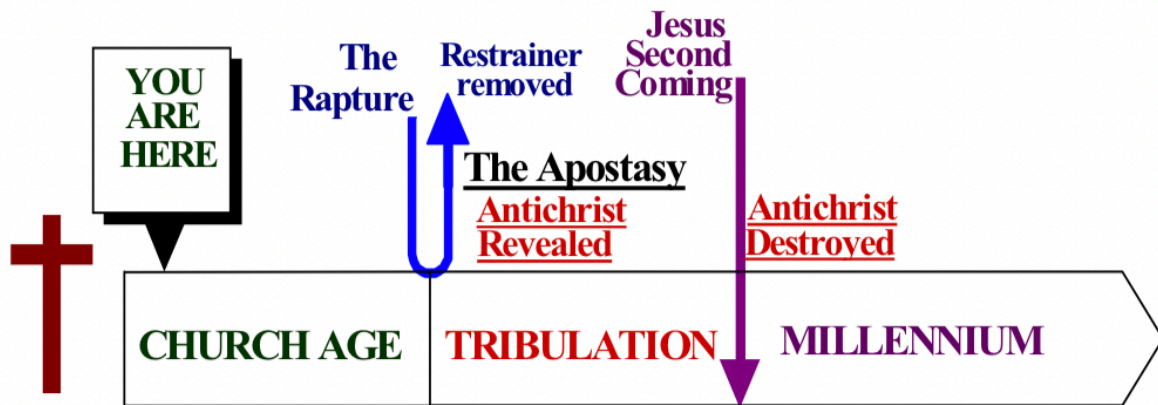 YOU
ARE
HERE
The
Rapture
Restrainer
removed
The Apostasy
Antichrist
Revealed
Jesus
Second
Coming
Antichrist
Destroyed
CHURCH AGE
TRIBULATION
MILLENNIUM